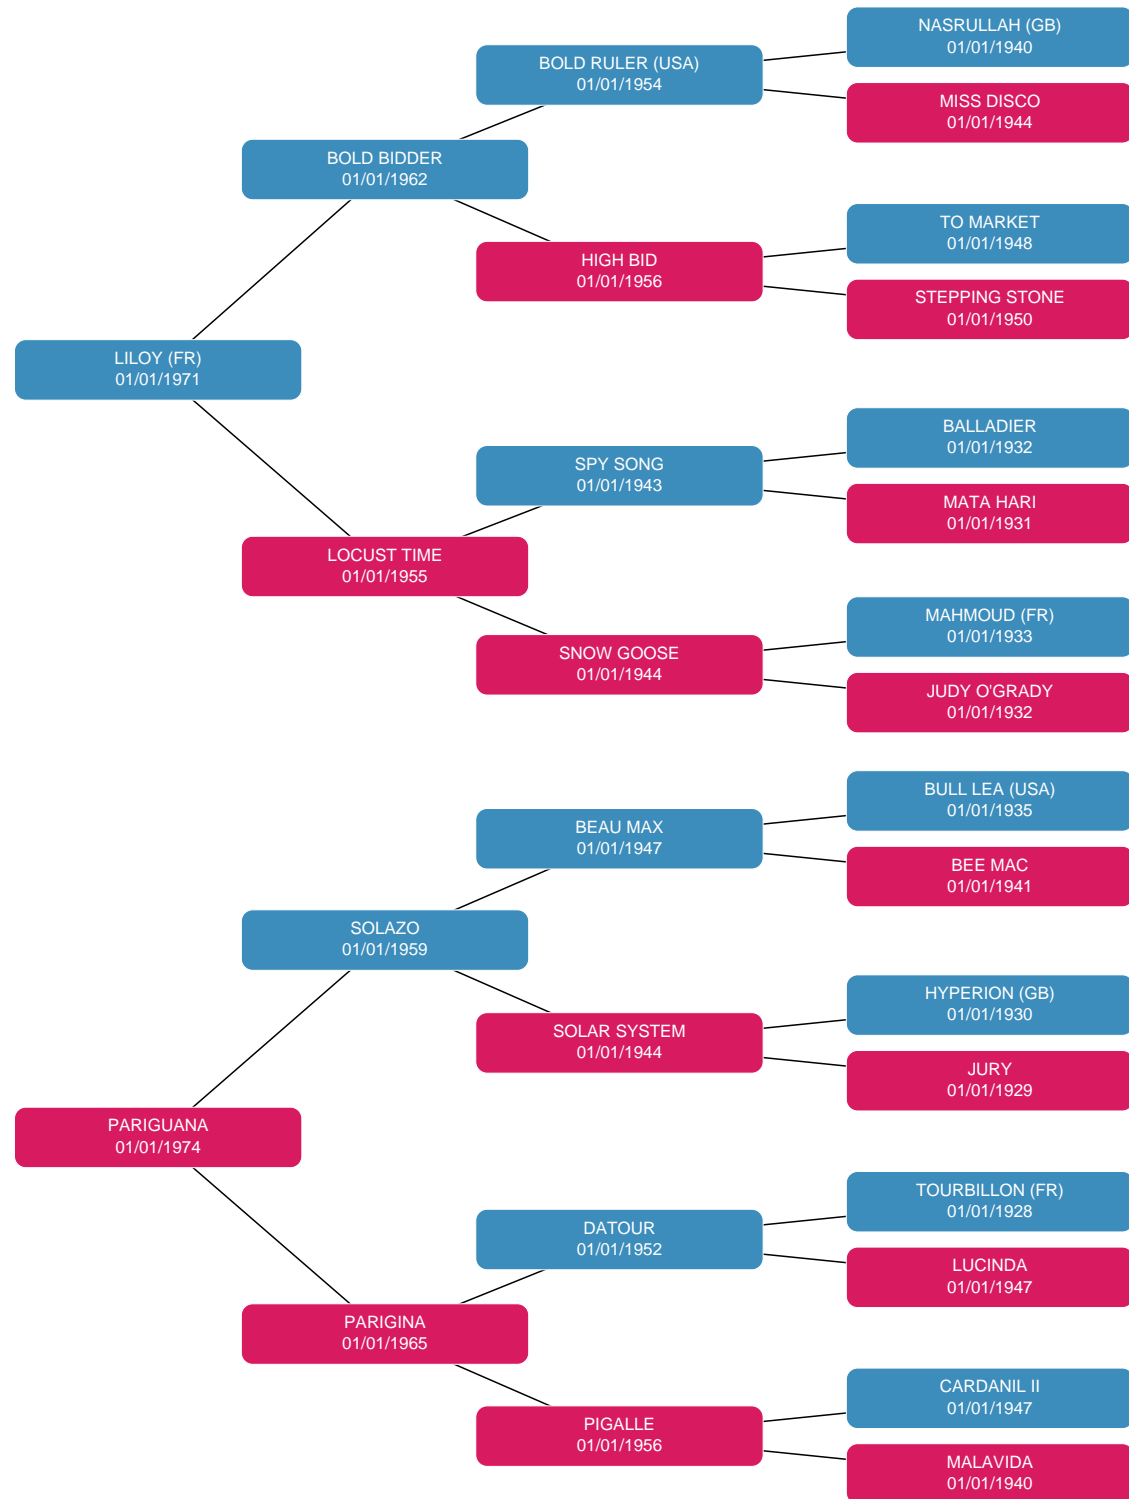 NASRULLAH (GB)
01/01/1940
BOLD RULER (USA)
01/01/1954
MISS DISCO
01/01/1944
BOLD BIDDER
01/01/1962
TO MARKET
01/01/1948
HIGH BID
01/01/1956
STEPPING STONE
01/01/1950
LILOY (FR)
01/01/1971
BALLADIER
01/01/1932
SPY SONG
01/01/1943
MATA HARI
01/01/1931
LOCUST TIME
01/01/1955
MAHMOUD (FR)
01/01/1933
SNOW GOOSE
01/01/1944
JUDY O'GRADY
01/01/1932
BULL LEA (USA)
01/01/1935
BEAU MAX
01/01/1947
BEE MAC
01/01/1941
SOLAZO
01/01/1959
HYPERION (GB)
01/01/1930
SOLAR SYSTEM
01/01/1944
JURY
01/01/1929
PARIGUANA
01/01/1974
TOURBILLON (FR)
01/01/1928
DATOUR
01/01/1952
LUCINDA
01/01/1947
PARIGINA
01/01/1965
CARDANIL II
01/01/1947
PIGALLE
01/01/1956
MALAVIDA
01/01/1940